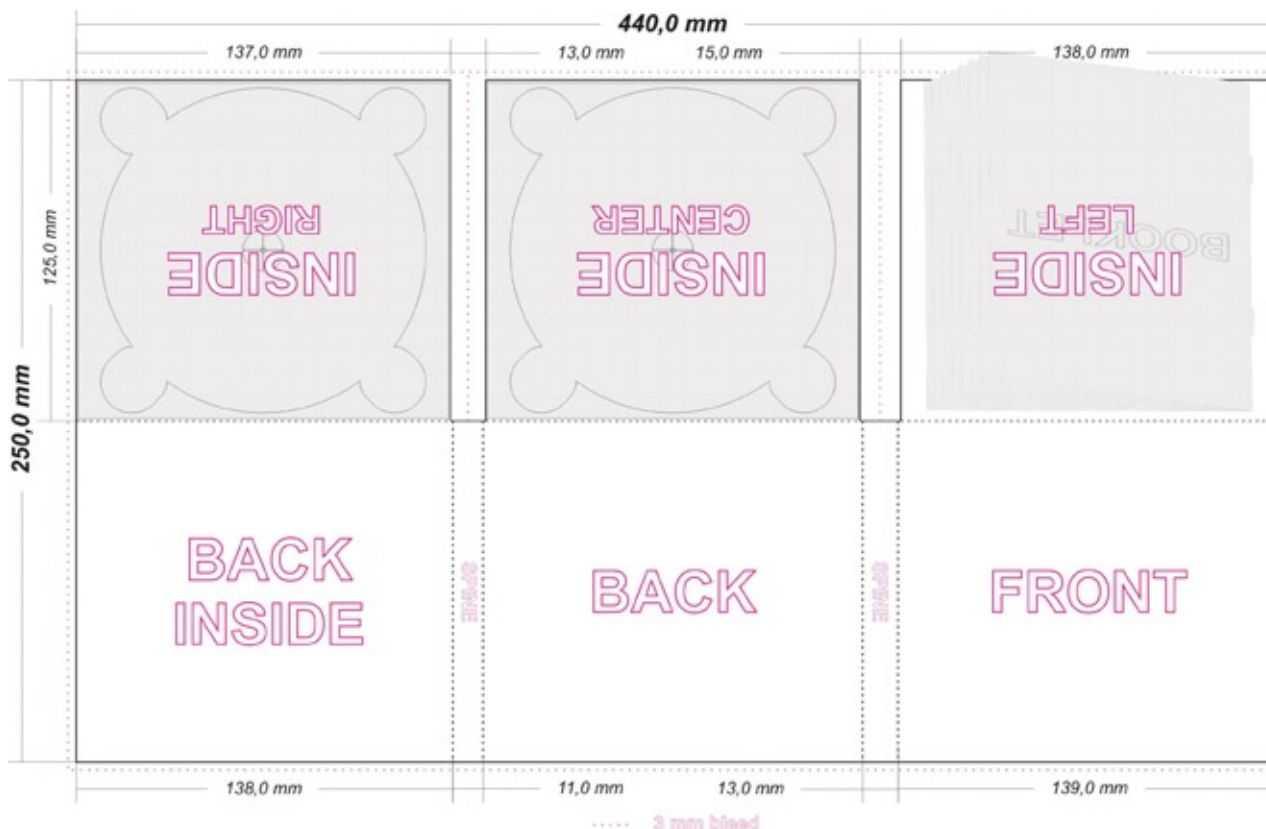 440,0 mm
137,0 mm
13,0 mm
15,0 mm
138,0 mm
125,0 mm
250,0 mm
INSIDE
RIGHT
INSIDE
CENTER
INSIDE
LEFT
BOOKLET
BACK
INSIDE
SPINE
BACK
SPINE
FRONT
138,0 mm
11,0 mm
13,0 mm
139,0 mm
3 mm bleed